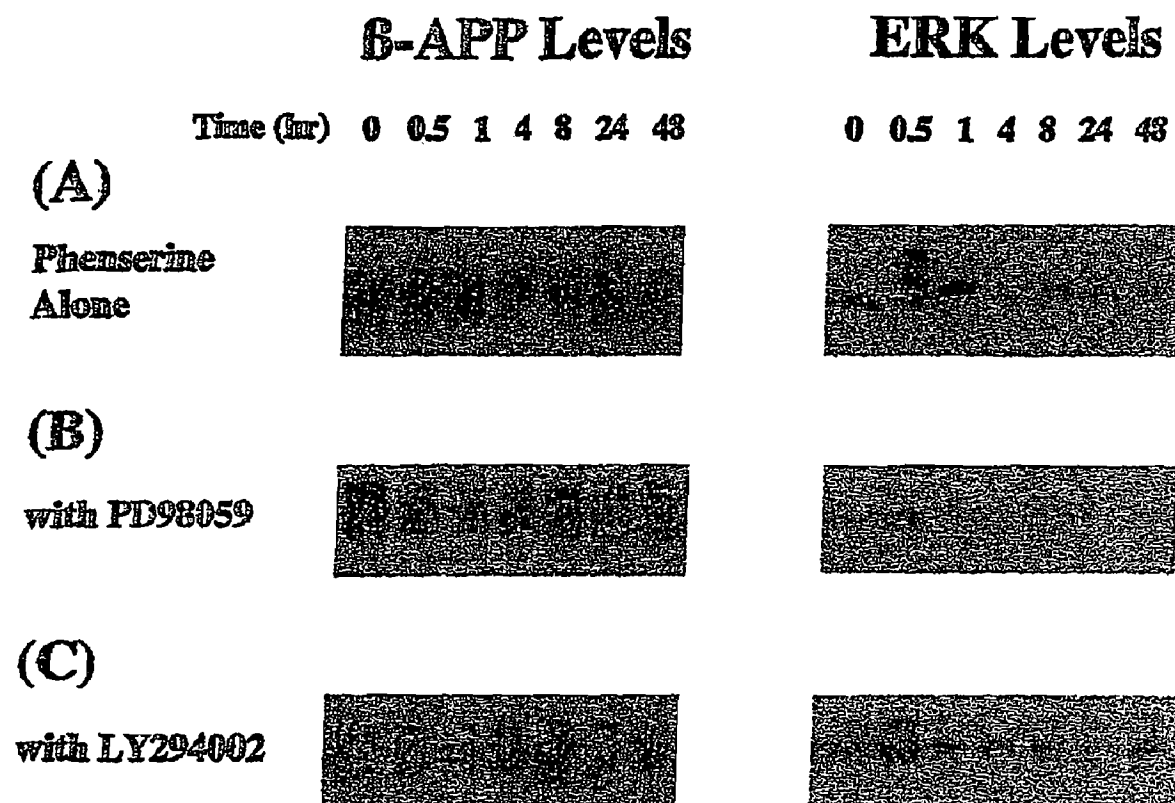 β-APP Levels ERK Levels
Time (hr) 0 0.5 1 4 8 24 48 0 0.5 1 4 8 24 48
(A)
Phenserine
Alone
(B)
with PD98059
(C)
with LY294002